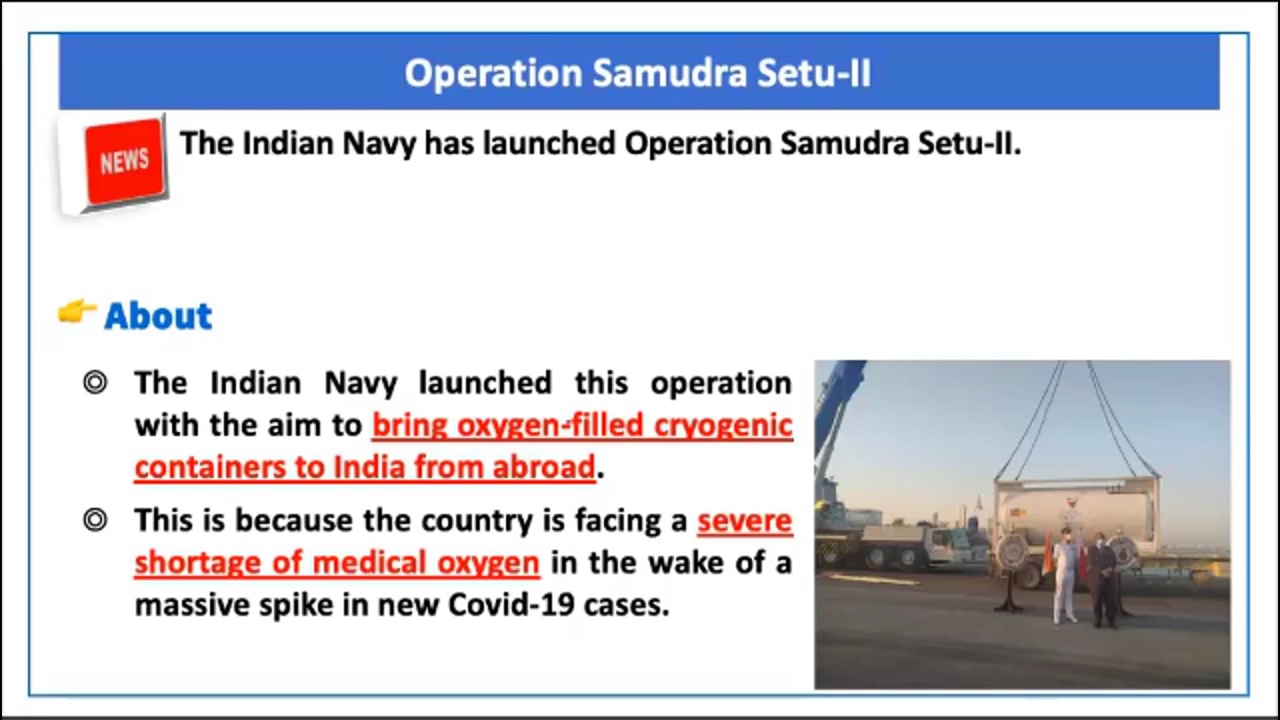 Operation Samudra Setu-II
NEWS
The Indian Navy has launched Operation Samudra Setu-II.
About
The Indian Navy launched this operation
with the aim to bring oxygen-filled cryogenic
containers to India from abroad.
This is because the country is facing a severe
shortage of medical oxygen in the wake of a
massive spike in new Covid-19 cases.